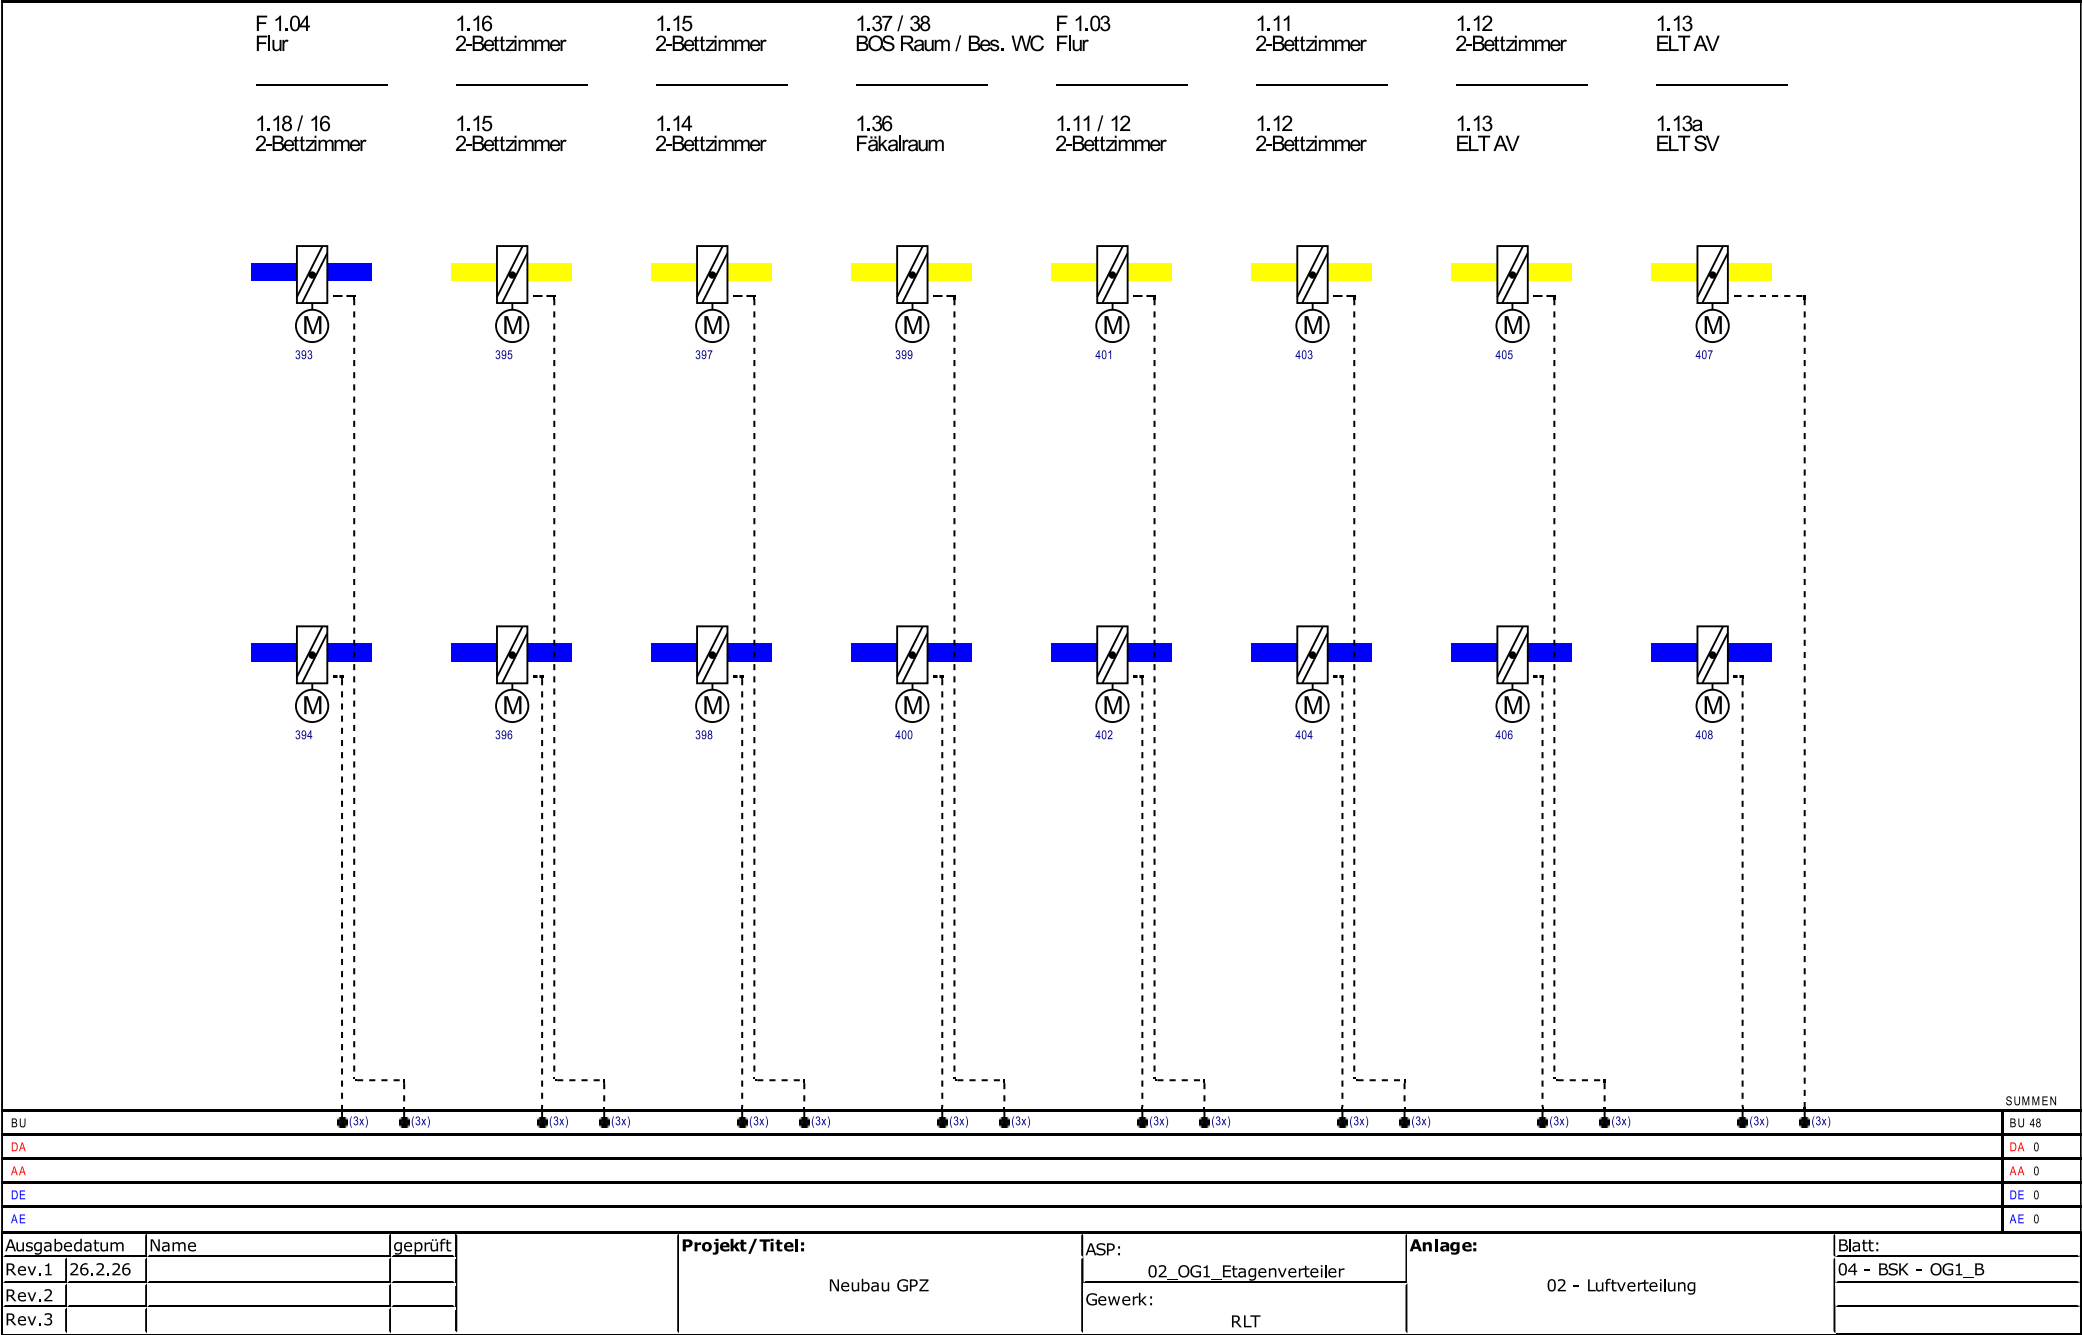 F 1.04
Flur
1.16
2-Bettzimmer
1.15
2-Bettzimmer
1.37 / 38
BOS Raum / Bes. WC
F 1.03
Flur
1.11
2-Bettzimmer
1.12
2-Bettzimmer
1.13
ELT AV
1.18 / 16
2-Bettzimmer
1.15
2-Bettzimmer
1.14
2-Bettzimmer
1.36
Fäkalraum
1.11 / 12
2-Bettzimmer
1.12
2-Bettzimmer
1.13
ELT AV
1.13a
ELT SV
M M M M M M M M
393 395 397 399 401 403 405 407
M M M M M M M M
394 396 398 400 402 404 406 408
SUMMEN
BU (3x) (3x) (3x) (3x) (3x) (3x) (3x) (3x) (3x) (3x) (3x) (3x) (3x) (3x) (3x) (3x) BU 48
DA DA 0
AA AA 0
DE DE 0
AE AE 0
Ausgabedatum Name geprüft
Rev.1 26.2.26
Rev.2
Rev.3
Projekt/Titel:
Neubau GPZ
ASP:
02_OG1_Etagenverteiler
Gewerk:
RLT
Anlage:
02 - Luftverteilung
Blatt:
04 - BSK - OG1_B